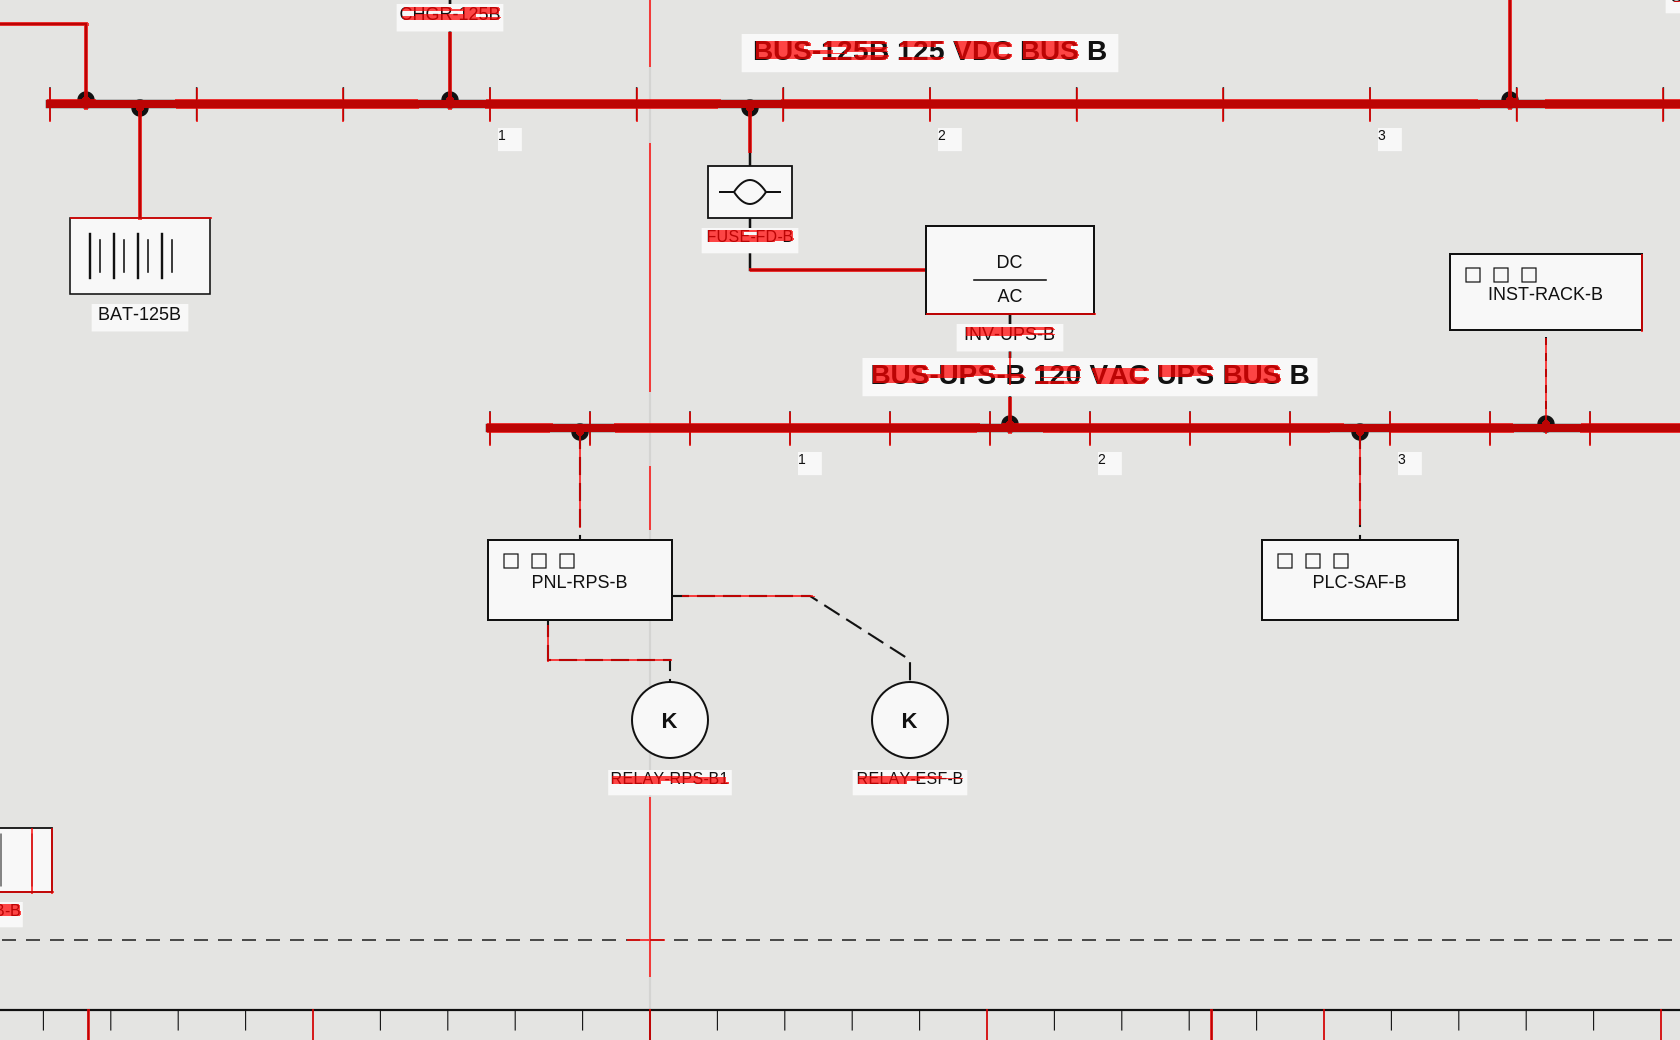 CHGR-125B
BUS-125B 125 VDC BUS B
1
2
3
FUSE-FD-B
DC
AC
INST-RACK-B
BAT-125B
INV-UPS-B
BUS-UPS-B 120 VAC UPS BUS B
1
2
3
PNL-RPS-B
PLC-SAF-B
K
K
RELAY-RPS-B1
RELAY-ESF-B